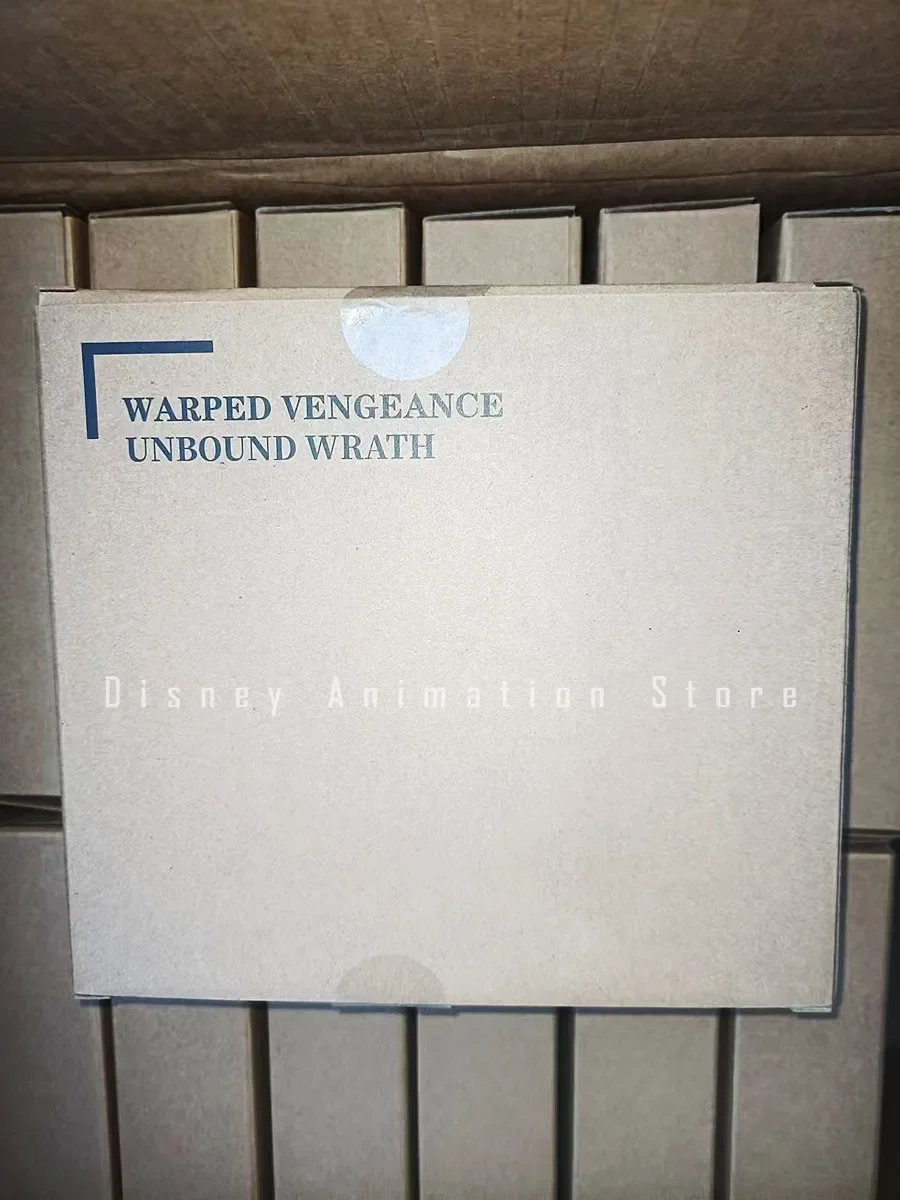 WARPED VENGEANCE
UNBOUND WRATH
Disney Animation Store